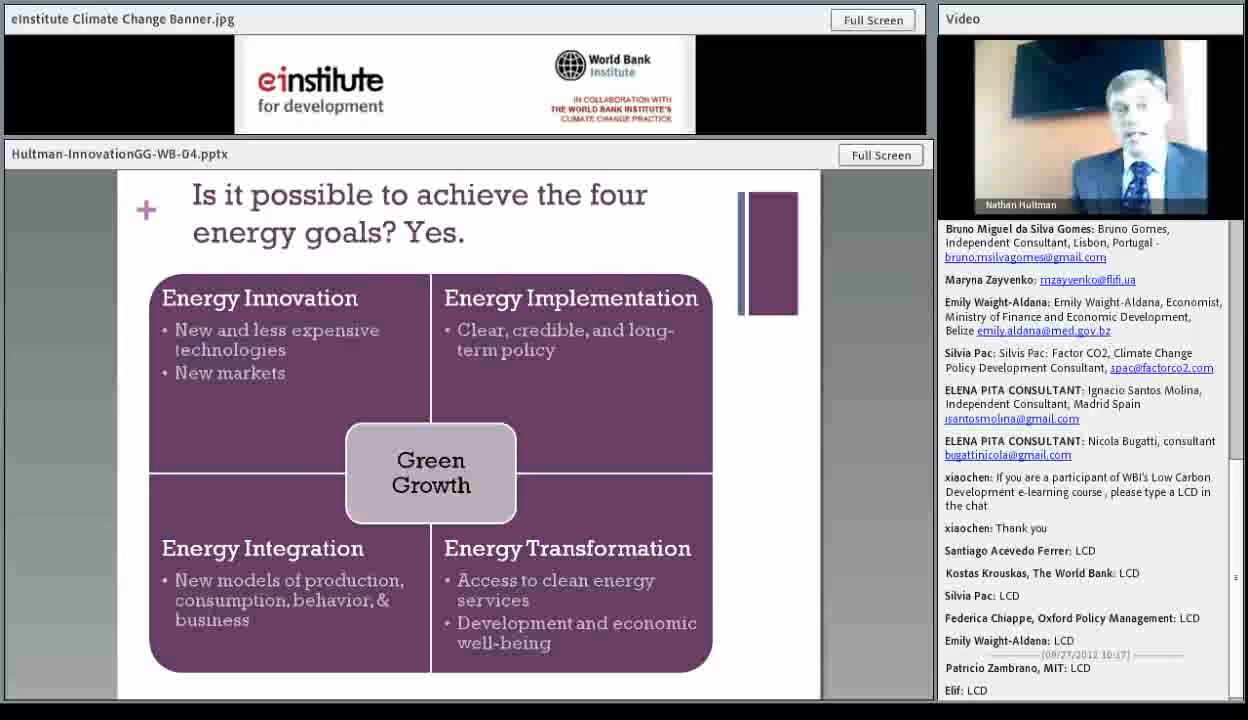 eInstitute Climate Change Banner.jpg
Full Screen
einstitute
for development
World Bank
Institute
IN COLLABORATION WITH
THE WORLD BANK INSTITUTE'S
CLIMATE CHANGE PRACTICE
Hultman-InnovationGG-WB-04.pptx
Full Screen
+
Is it possible to achieve the four
energy goals? Yes.
Energy Innovation
• New and less expensive
technologies
• New markets
Energy Implementation
• Clear, credible, and long-
term policy
Green
Growth
Energy Integration
• New models of production,
consumption, behavior, &
business
Energy Transformation
• Access to clean energy
services
• Development and economic
well-being
Video
Nathan Hultman
Bruno Miguel da Silva Gomes: Bruno Gomes,
Independent Consultant, Lisbon, Portugal -
bruno.msilvagomes@gmail.com
Maryna Zayvenko: mzayvenko@flifi.ua
Emily Waight-Aldana: Emily Waight-Aldana, Economist,
Ministry of Finance and Economic Development,
Belize emily.aldana@med.gov.bz
Silvia Pac: Silvis Pac: Factor CO2, Climate Change
Policy Development Consultant, spac@factorco2.com
ELENA PITA CONSULTANT: Ignacio Santos Molina,
Independent Consultant, Madrid Spain
isantosmolina@gmail.com
ELENA PITA CONSULTANT: Nicola Bugatti, consultant
bugattinicola@gmail.com
xiaochen: If you are a participant of WBI's Low Carbon
Development e-learning course , please type a LCD in
the chat
xiaochen: Thank you
Santiago Acevedo Ferrer: LCD
Kostas Krouskas, The World Bank: LCD
Silvia Pac: LCD
Federica Chiappe, Oxford Policy Management: LCD
Emily Waight-Aldana: LCD
(09/27/2012 10:17)
Patricio Zambrano, MIT: LCD
Elif: LCD